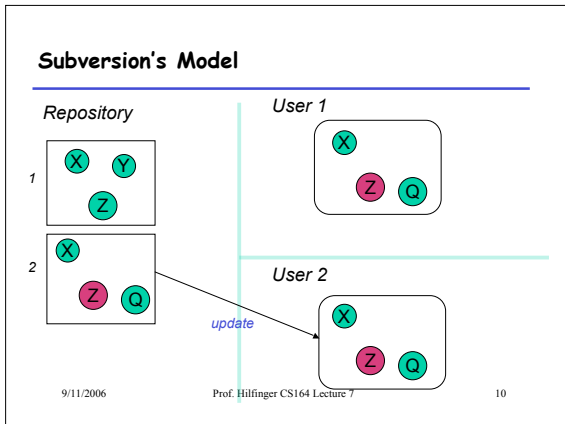 Subversion's Model
Repository
1
X Y
Z
2
X
Z Q
User 1
X
Z Q
update
User 2
X
Z Q
9/11/2006 Prof. Hilfinger CS164 Lecture 7 10